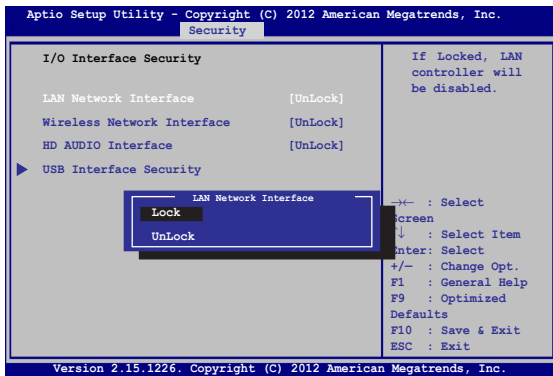 Aptio Setup Utility - Copyright (C) 2012 American Megatrends, Inc.
Security
I/O Interface Security
LAN Network Interface [UnLock]
Wireless Network Interface [UnLock]
HD AUDIO Interface [UnLock]
USB Interface Security
LAN Network Interface
Lock
UnLock
If Locked, LAN
controller will
be disabled.
→← : Select
Screen
↑↓ : Select Item
Enter: Select
+/— : Change Opt.
F1 : General Help
F9 : Optimized
Defaults
F10 : Save & Exit
ESC : Exit
Version 2.15.1226. Copyright (C) 2012 American Megatrends, Inc.